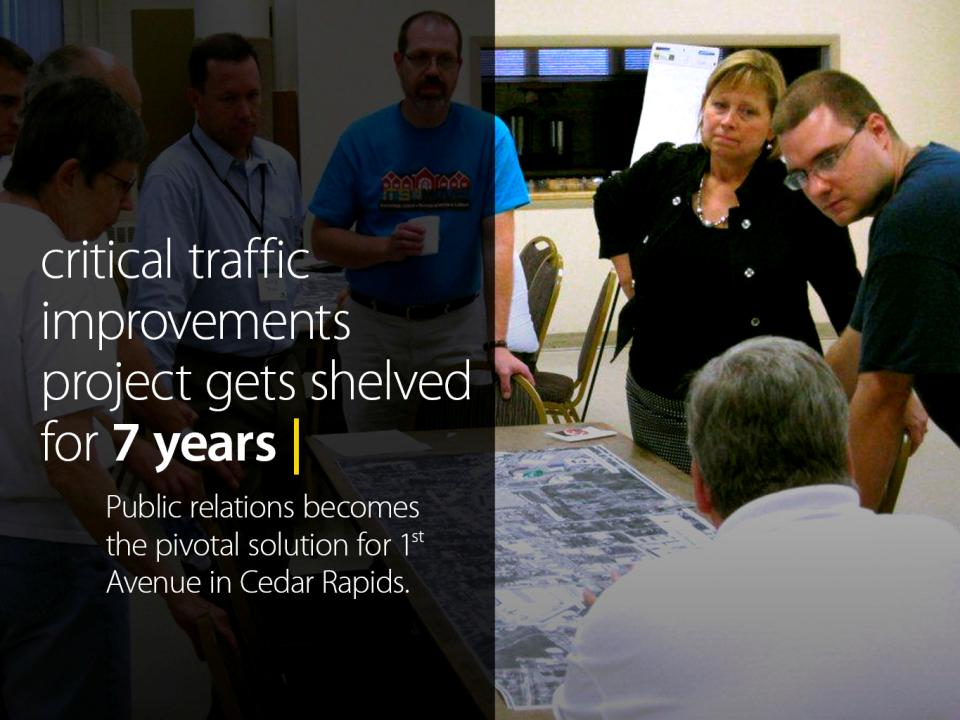 critical traffic
improvements
project gets shelved
for 7 years |
Public relations becomes
the pivotal solution for 1st
Avenue in Cedar Rapids.